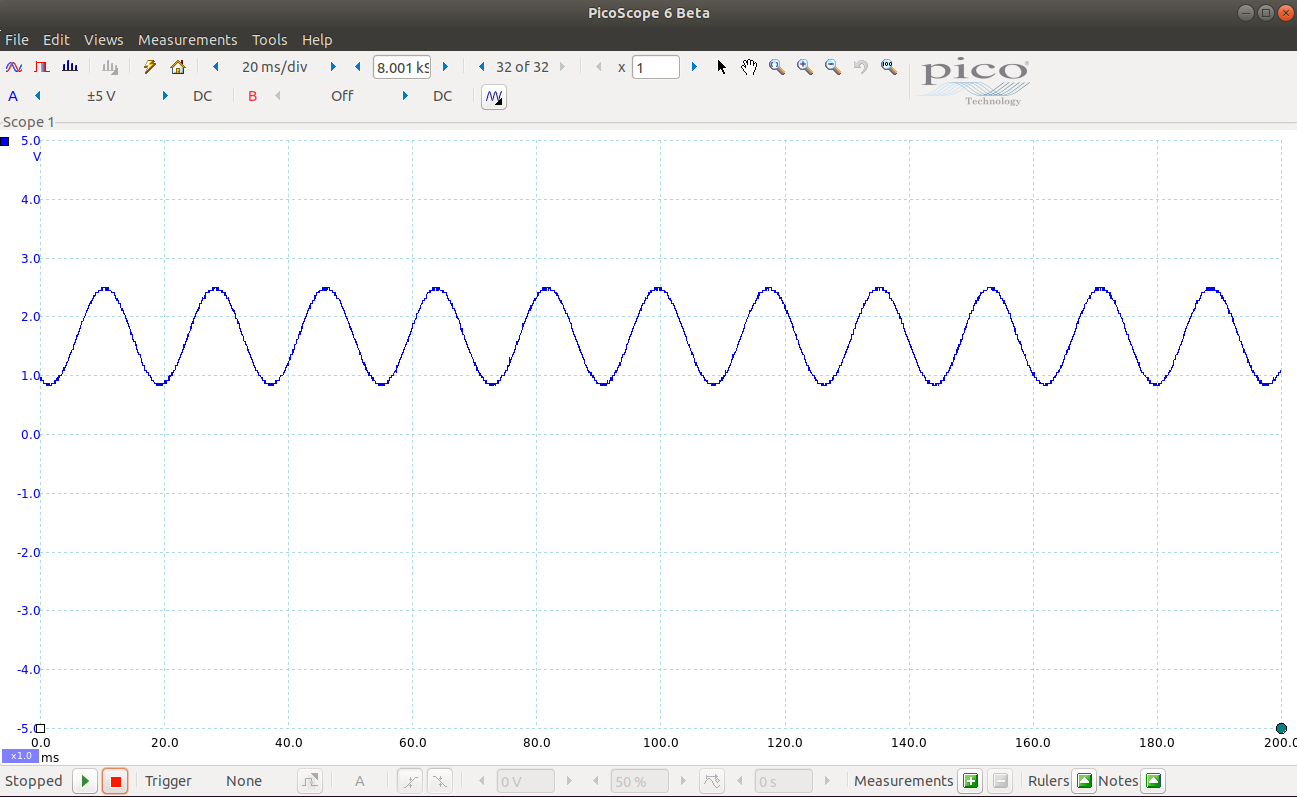 PicoScope 6 Beta
File Edit Views Measurements Tools Help
20 ms/div 8.001 kS 32 of 32 x 1
pico
Technology
A ±5 V DC B Off DC
Scope 1
5.0
V
4.0
3.0
2.0
1.0
0.0
-1.0
-2.0
-3.0
-4.0
-5.0
0.0 20.0 40.0 60.0 80.0 100.0 120.0 140.0 160.0 180.0 200.0
x1.0 ms
Stopped Trigger None A 0 V 50 % 0 s Measurements Rulers Notes